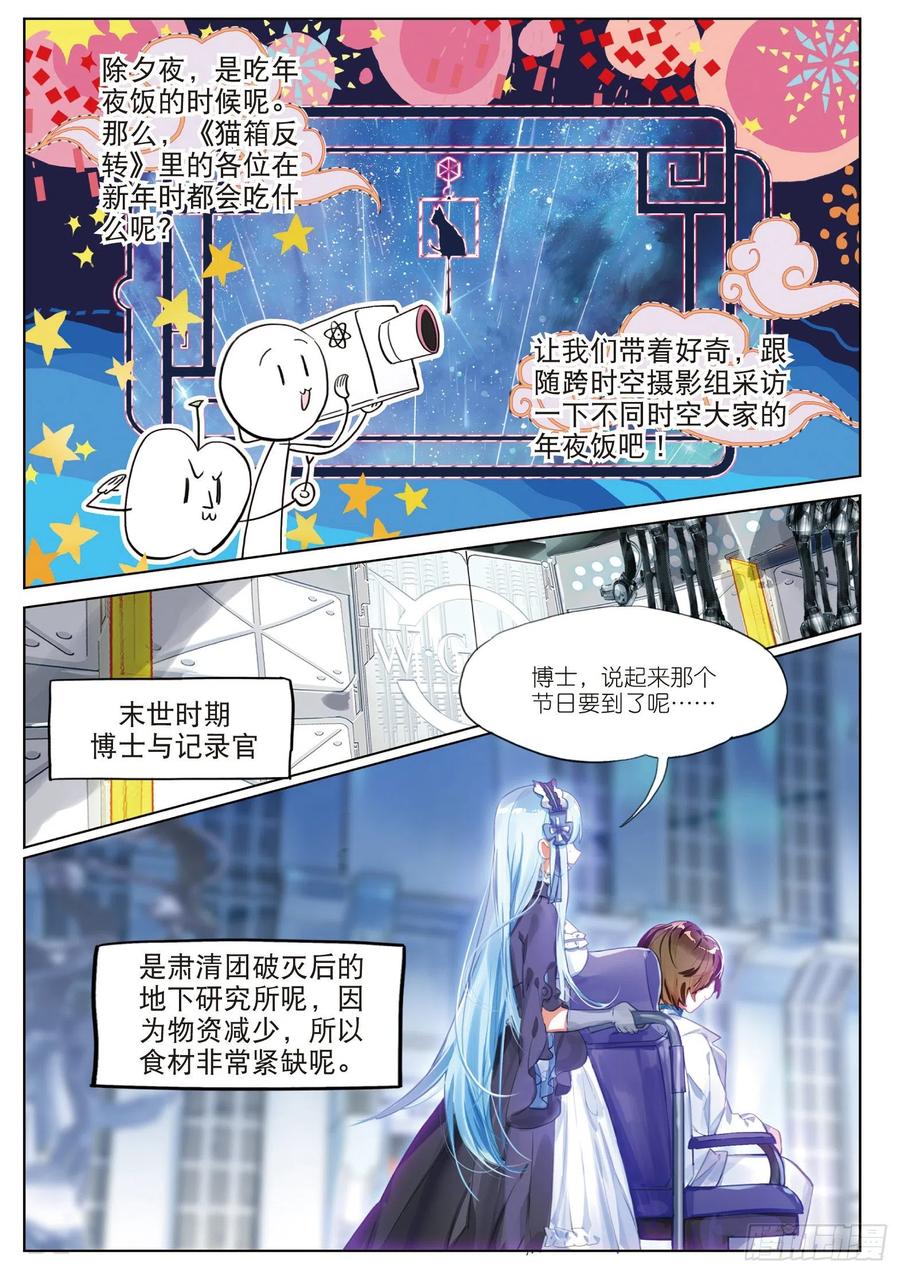 除夕夜，是吃年
夜饭的时候呢。
那么，《猫箱反
转》里的各位在
新年时都会吃什
么呢？
让我们带着好奇，跟
随跨时空摄影组采访
一下不同时空大家的
年夜饭吧！
W·G
博士，说起来那个
节日要到了呢……
末世时期
博士与记录官
是肃清团破灭后的
地下研究所呢，因
为物资减少，所以
食材非常紧缺呢。
腾讯动漫